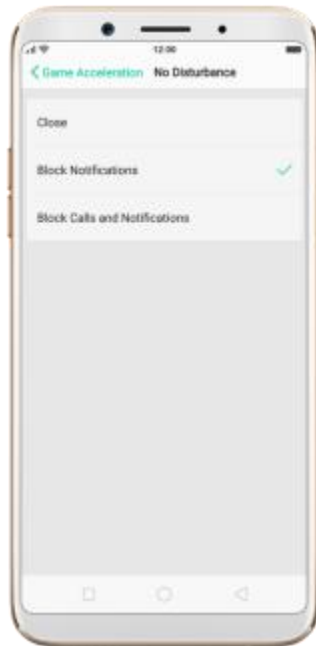 12:00
Game Acceleration No Disturbance
Close
Block Notifications
Block Calls and Notifications